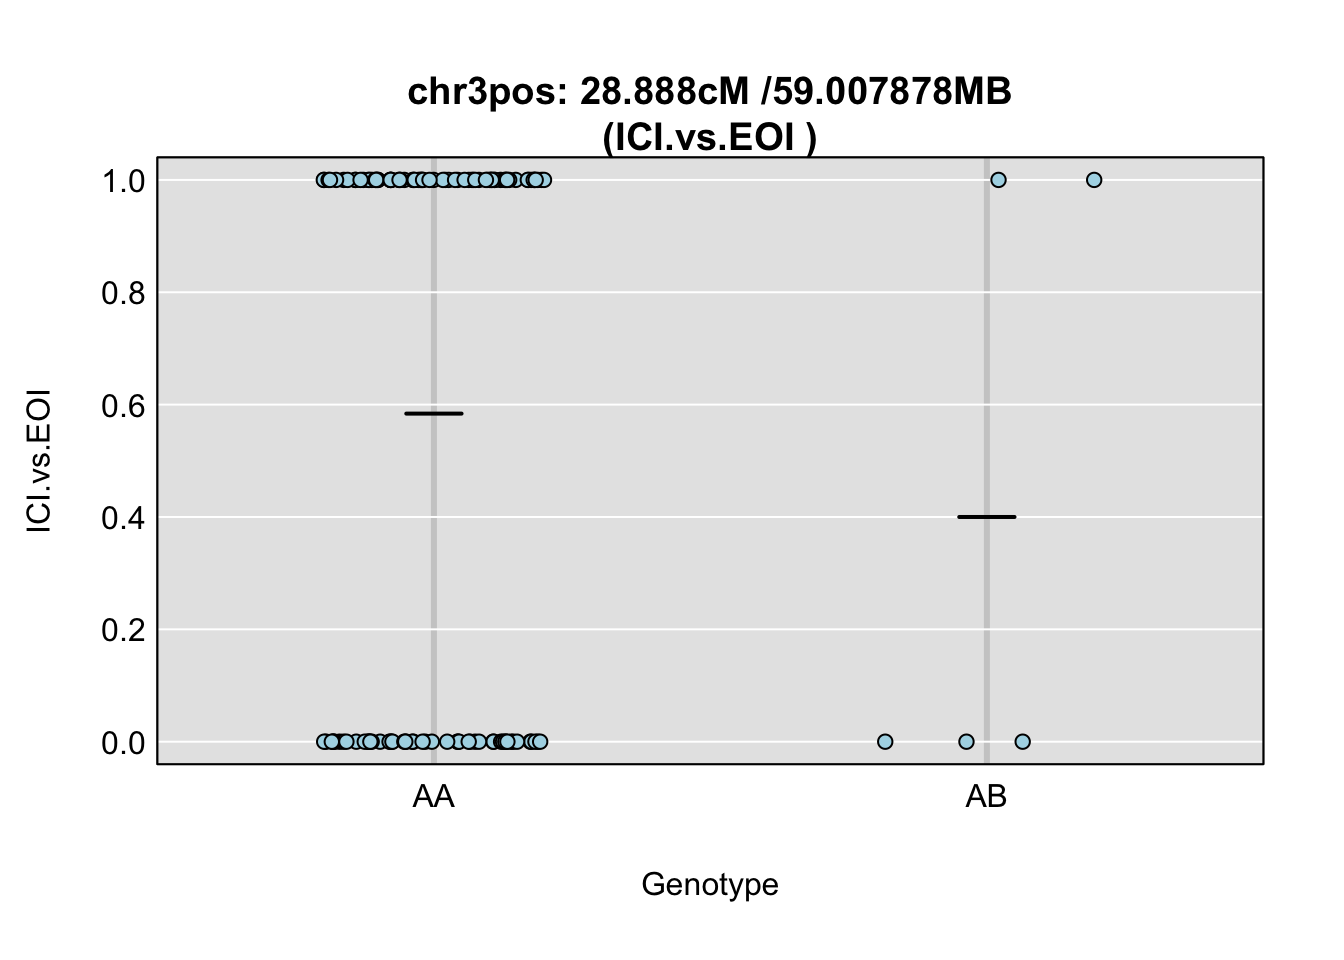 chr3pos: 28.888cM /59.007878MB
(ICI.vs.EOI )
ICI.vs.EOI
1.0
0.8
0.6
0.4
0.2
0.0
AA
AB
Genotype